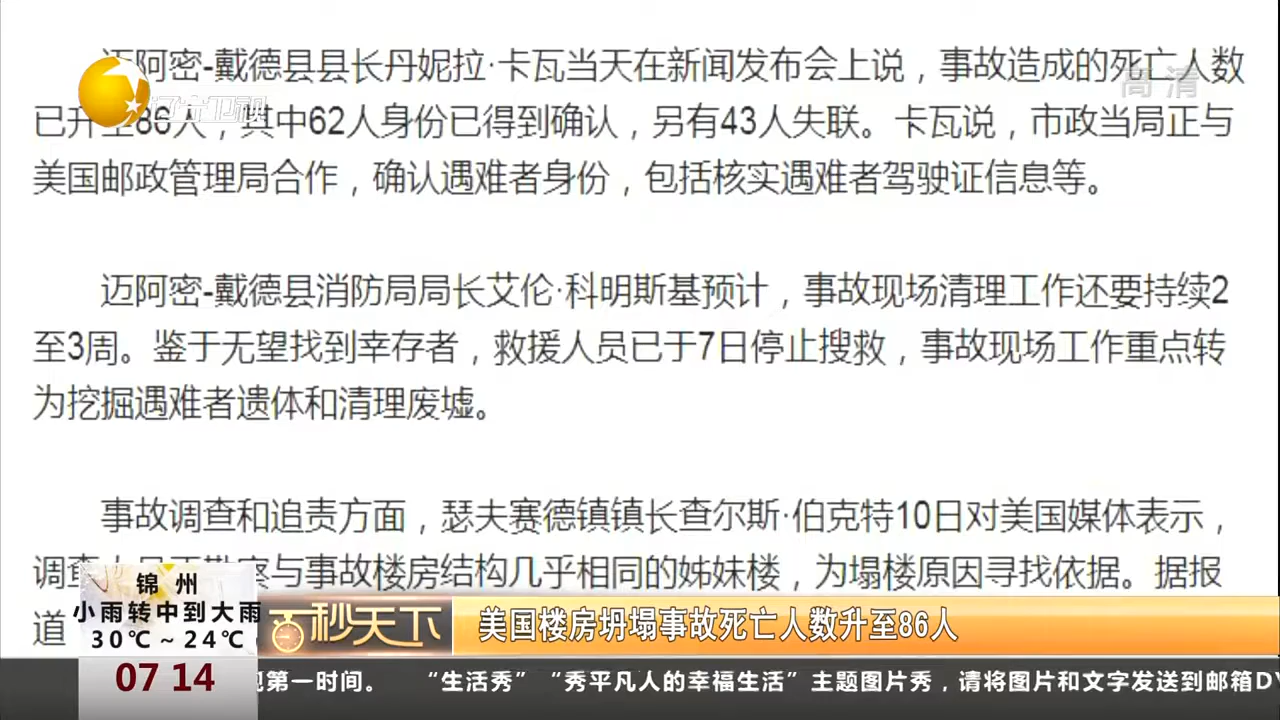 迈阿密-戴德县县长丹妮拉·卡瓦当天在新闻发布会上说，事故造成的死亡人数
已升至86人，其中62人身份已得到确认，另有43人失联。卡瓦说，市政当局正与
美国邮政管理局合作，确认遇难者身份，包括核实遇难者驾驶证信息等。
辽宁卫视
高清
迈阿密-戴德县消防局局长艾伦·科明斯基预计，事故现场清理工作还要持续2
至3周。鉴于无望找到幸存者，救援人员已于7日停止搜救，事故现场工作重点转
为挖掘遇难者遗体和清理废墟。
事故调查和追责方面，瑟夫赛德镇镇长查尔斯·伯克特10日对美国媒体表示，
调查与事故楼房结构几乎相同的姊妹楼，为塌楼原因寻找依据。据报
道
锦州
小雨转中到大雨
30℃~24℃
07 14
百秒天下
美国楼房坍塌事故死亡人数升至86人
第一时间。 “生活秀”“秀平凡人的幸福生活”主题图片秀，请将图片和文字发送到邮箱DY